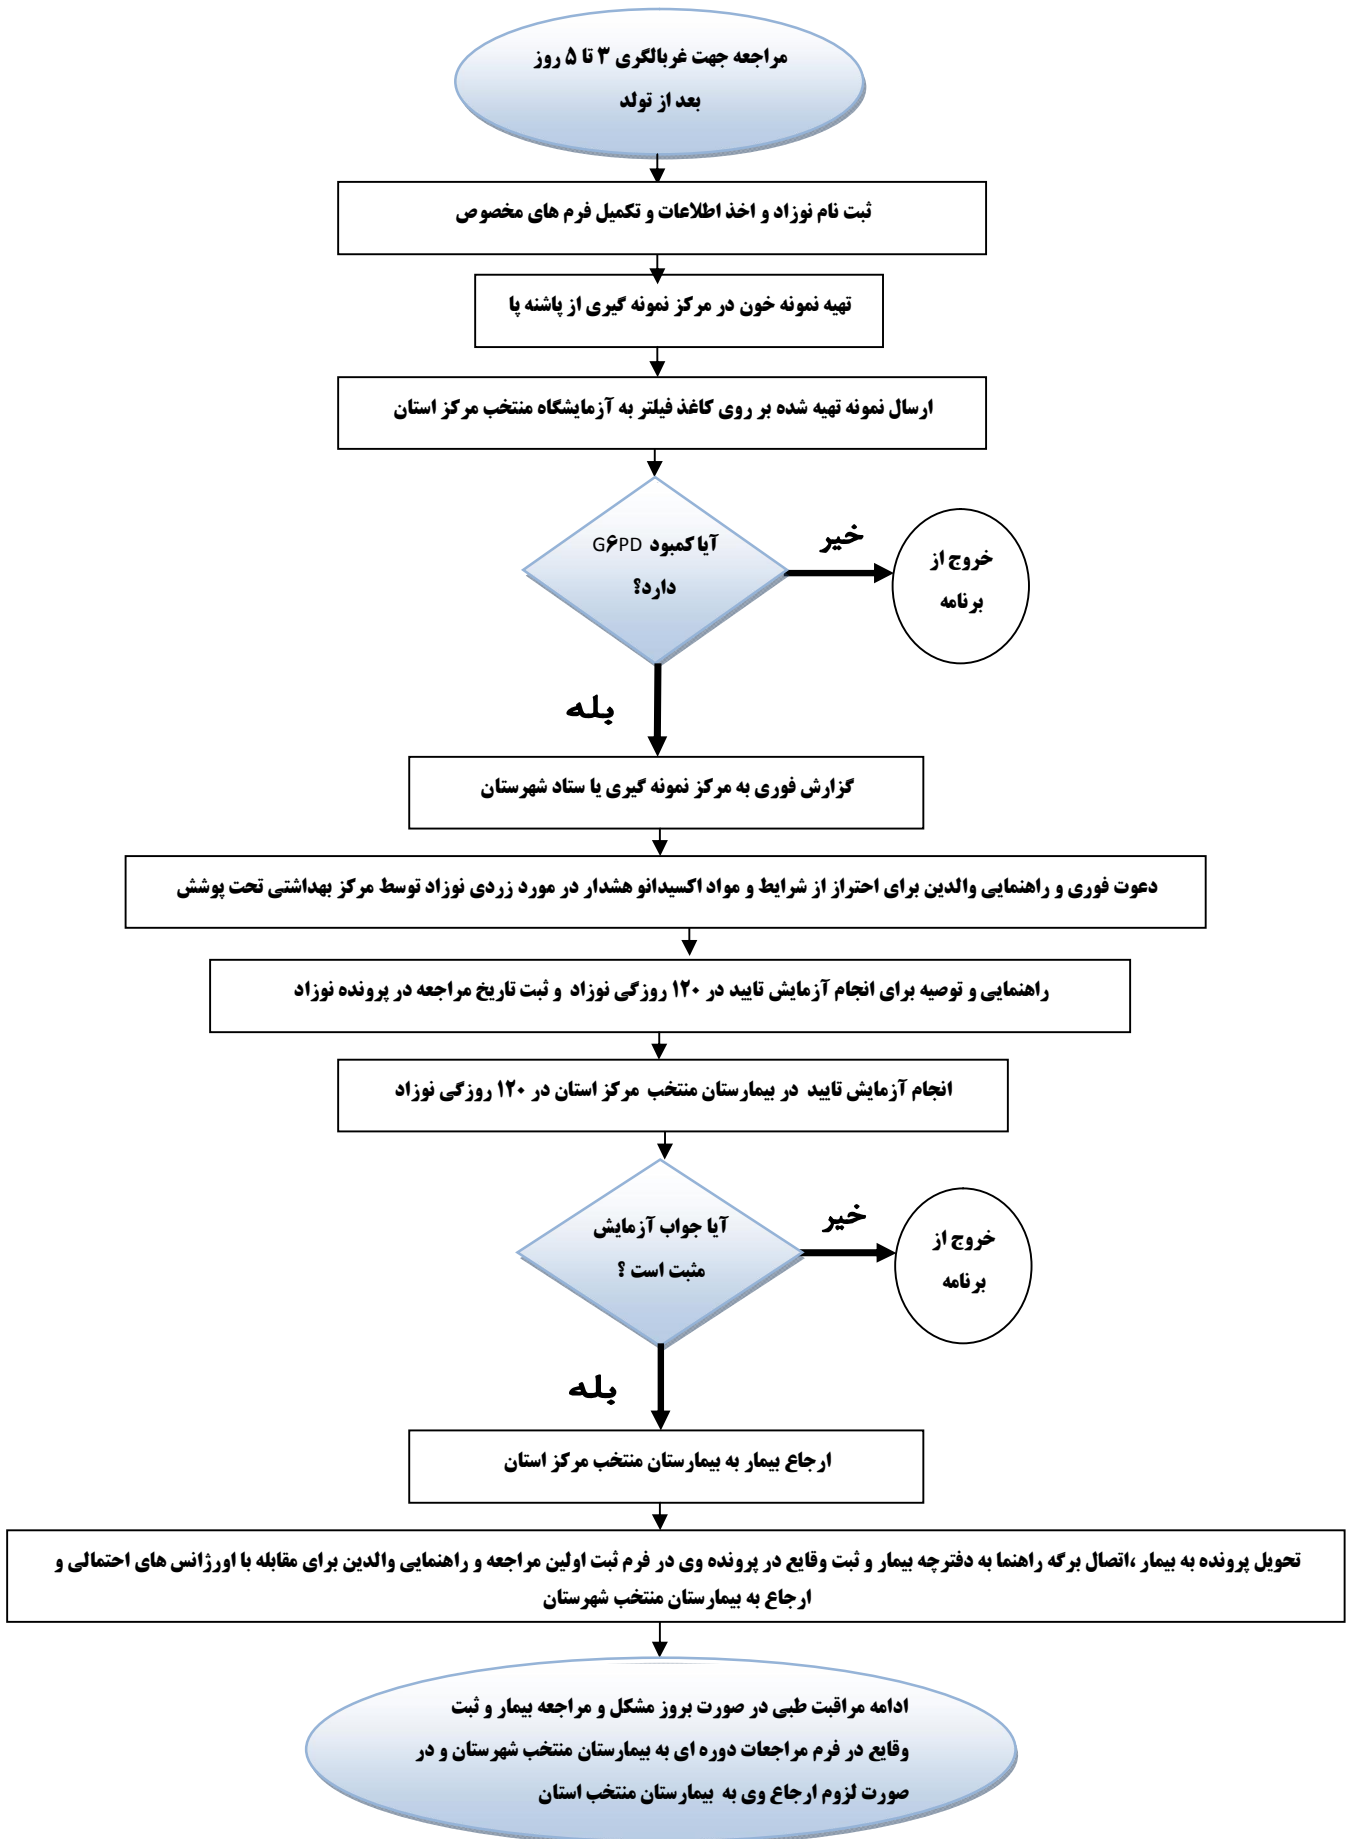 مراجعه جهت غربالگری ۳ تا ۵ روز
بعد از تولد
ثبت نام نوزاد و اخذ اطلاعات و تکمیل فرم های مخصوص
تهیه نمونه خون در مرکز نمونه گیری از پاشنه پا
ارسال نمونه تهیه شده بر روی کاغذ فیلتر به آزمایشگاه منتخب مرکز استان
آیا کمبود G۶PD
دارد؟
خیر
خروج از
برنامه
بله
گزارش فوری به مرکز نمونه گیری یا ستاد شهرستان
دعوت فوری و راهنمایی والدین برای احتراز از شرایط و مواد اکسیدانو هشدار در مورد زردی نوزاد توسط مرکز بهداشتی تحت پوشش
راهنمایی و توصیه برای انجام آزمایش تایید در ۱۲۰ روزگی نوزاد و ثبت تاریخ مراجعه در پرونده نوزاد
انجام آزمایش تایید در بیمارستان منتخب مرکز استان در ۱۲۰ روزگی نوزاد
آیا جواب آزمایش
مثبت است ؟
خیر
خروج از
برنامه
بله
ارجاع بیمار به بیمارستان منتخب مرکز استان
تحویل پرونده به بیمار ،اتصال برگه راهنما به دفترچه بیمار و ثبت وقایع در پرونده وی در فرم ثبت اولین مراجعه و راهنمایی والدین برای مقابله با اورژانس های احتمالی و
ارجاع به بیمارستان منتخب شهرستان
ادامه مراقبت طبی در صورت بروز مشکل و مراجعه بیمار و ثبت
وقایع در فرم مراجعات دوره ای به بیمارستان منتخب شهرستان و در
صورت لزوم ارجاع وی به بیمارستان منتخب استان